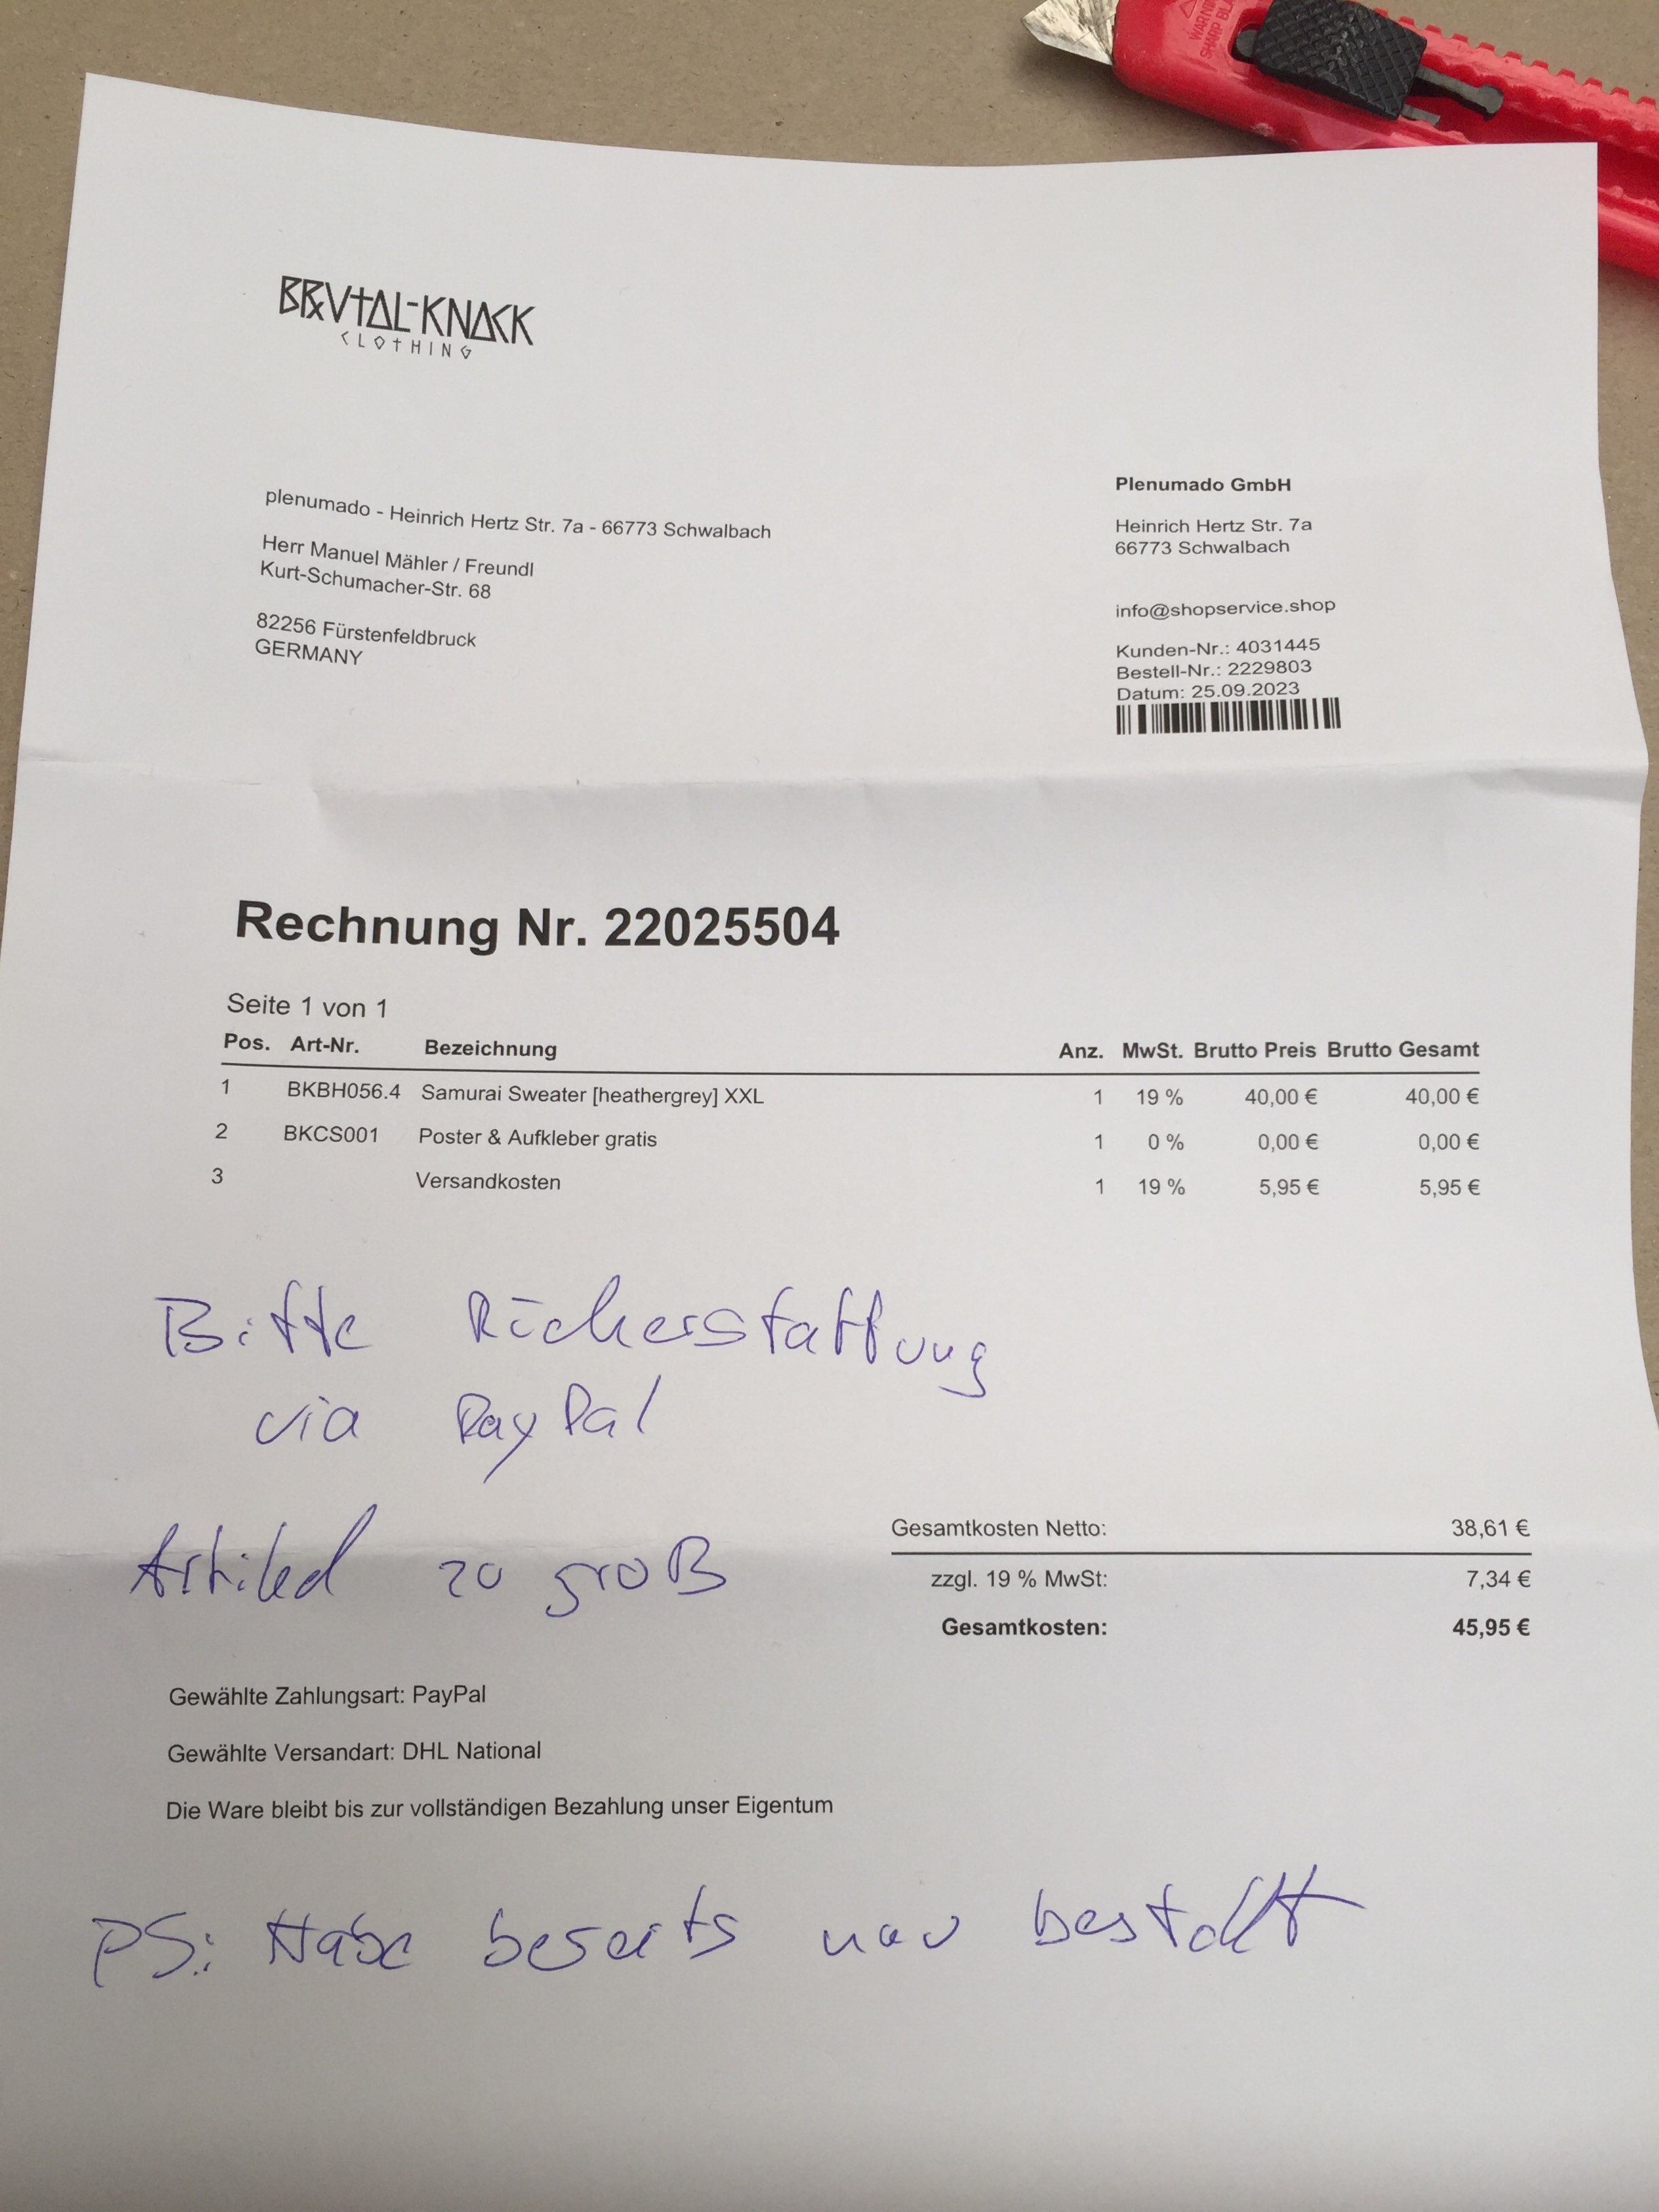 BRUTAL-KNACK
CLOTHING
WARNING
SHARP BLADE
plenumado - Heinrich Hertz Str. 7a - 66773 Schwalbach
Herr Manuel Mähler / Freundl
Kurt-Schumacher-Str. 68
82256 Fürstenfeldbruck
GERMANY
Plenumado GmbH
Heinrich Hertz Str. 7a
66773 Schwalbach
info@shopservice.shop
Kunden-Nr.: 4031445
Bestell-Nr.: 2229803
Datum: 25.09.2023
Rechnung Nr. 22025504
Seite 1 von 1
Pos. Art-Nr. Bezeichnung Anz. MwSt. Brutto Preis Brutto Gesamt
1 BKBH056.4 Samurai Sweater [heathergrey] XXL 1 19 % 40,00 € 40,00 €
2 BKCS001 Poster & Aufkleber gratis 1 0 % 0,00 € 0,00 €
3 Versandkosten 1 19 % 5,95 € 5,95 €
Bitte Rückerstattung
via PayPal
Artikel zu groß
Gesamtkosten Netto: 38,61 €
zzgl. 19 % MwSt: 7,34 €
Gesamtkosten: 45,95 €
Gewählte Zahlungsart: PayPal
Gewählte Versandart: DHL National
Die Ware bleibt bis zur vollständigen Bezahlung unser Eigentum
PS: Habe bereits neu bestellt